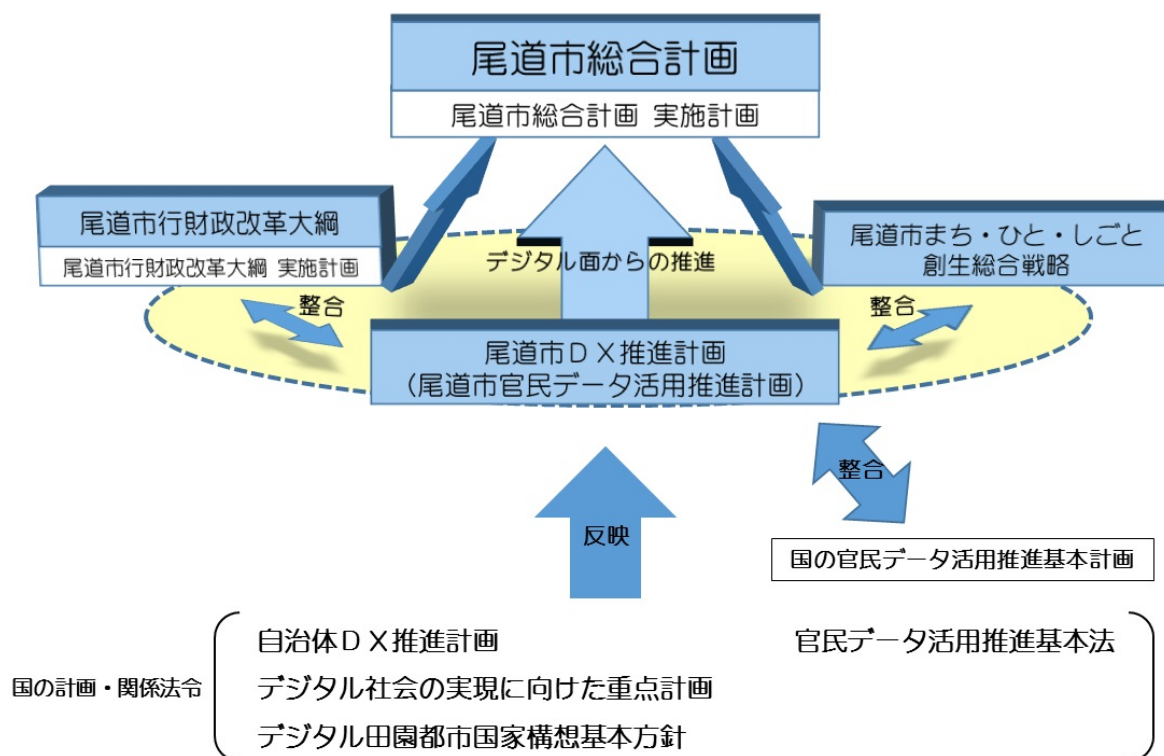 尾道市総合計画
尾道市総合計画 実施計画
尾道市行財政改革大綱
尾道市行財政改革大綱 実施計画
尾道市まち・ひと・しごと
創生総合戦略
デジタル面からの推進
整合
整合
尾道市ＤＸ推進計画
（尾道市官民データ活用推進計画）
整合
反映
国の官民データ活用推進基本計画
国の計画・関係法令
自治体ＤＸ推進計画
官民データ活用推進基本法
デジタル社会の実現に向けた重点計画
デジタル田園都市国家構想基本方針